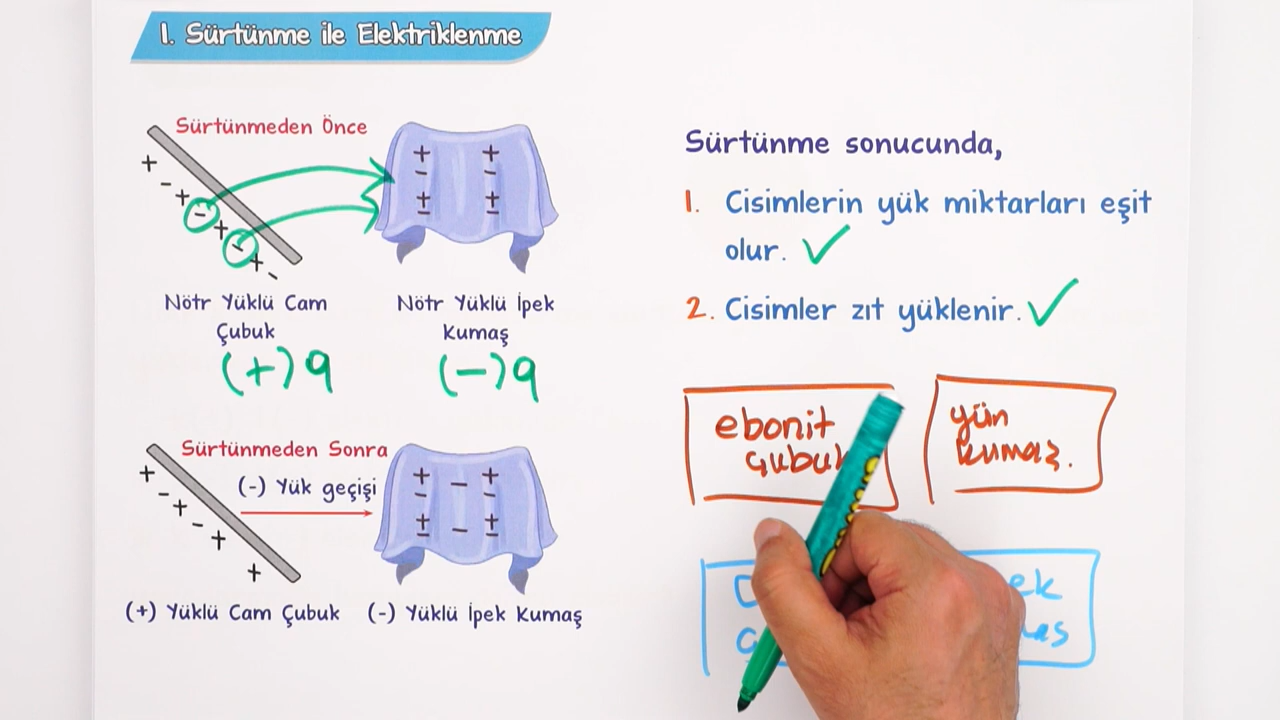 1. Sürtünme ile Elektriklenme
Sürtünmeden Önce
+ - + - + - + -
+ +
- -
+ +
- -
Nötr Yüklü Cam
Çubuk
(+) q
Nötr Yüklü İpek
Kumaş
(-) q
Sürtünmeden Sonra
(-) Yük geçişi
+ - + - + +
+ - +
- -
+ - +
- -
(+) Yüklü Cam Çubuk
(-) Yüklü İpek Kumaş
Sürtünme sonucunda,
1. Cisimlerin yük miktarları eşit
olur.
2. Cisimler zıt yüklenir.
ebonit
çubuk
yün
kumaş.